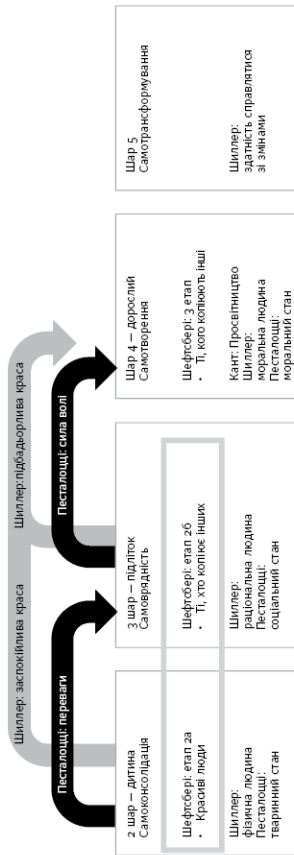 Шиллер: заспокійлива краса
Шиллер:підбадьорлива краса
Песталоцці: переваги
Песталоцці: сила волі
2 шар – дитина
Самоконсолідація
Шефтсбері: етап 2а
• Красиві люди
Шиллер:
фізична людина
Песталоцці:
тваринний стан
3 шар – підліток
Самоврядність
Шефтсбері: етап 2б
• Ті, хто копіює інших
Шиллер:
раціональна людина
Песталоцці:
соціальний стан
Шар 4 – дорослий
Самотворення
Шефтсбері: 3 етап
• Ті, кого копіюють інші
Кант: Просвітництво
Шиллер:
моральна людина
Песталоцці:
моральний стан
Шар 5
Самотрансформування
Шиллер:
здатність справлятися
зі змінами